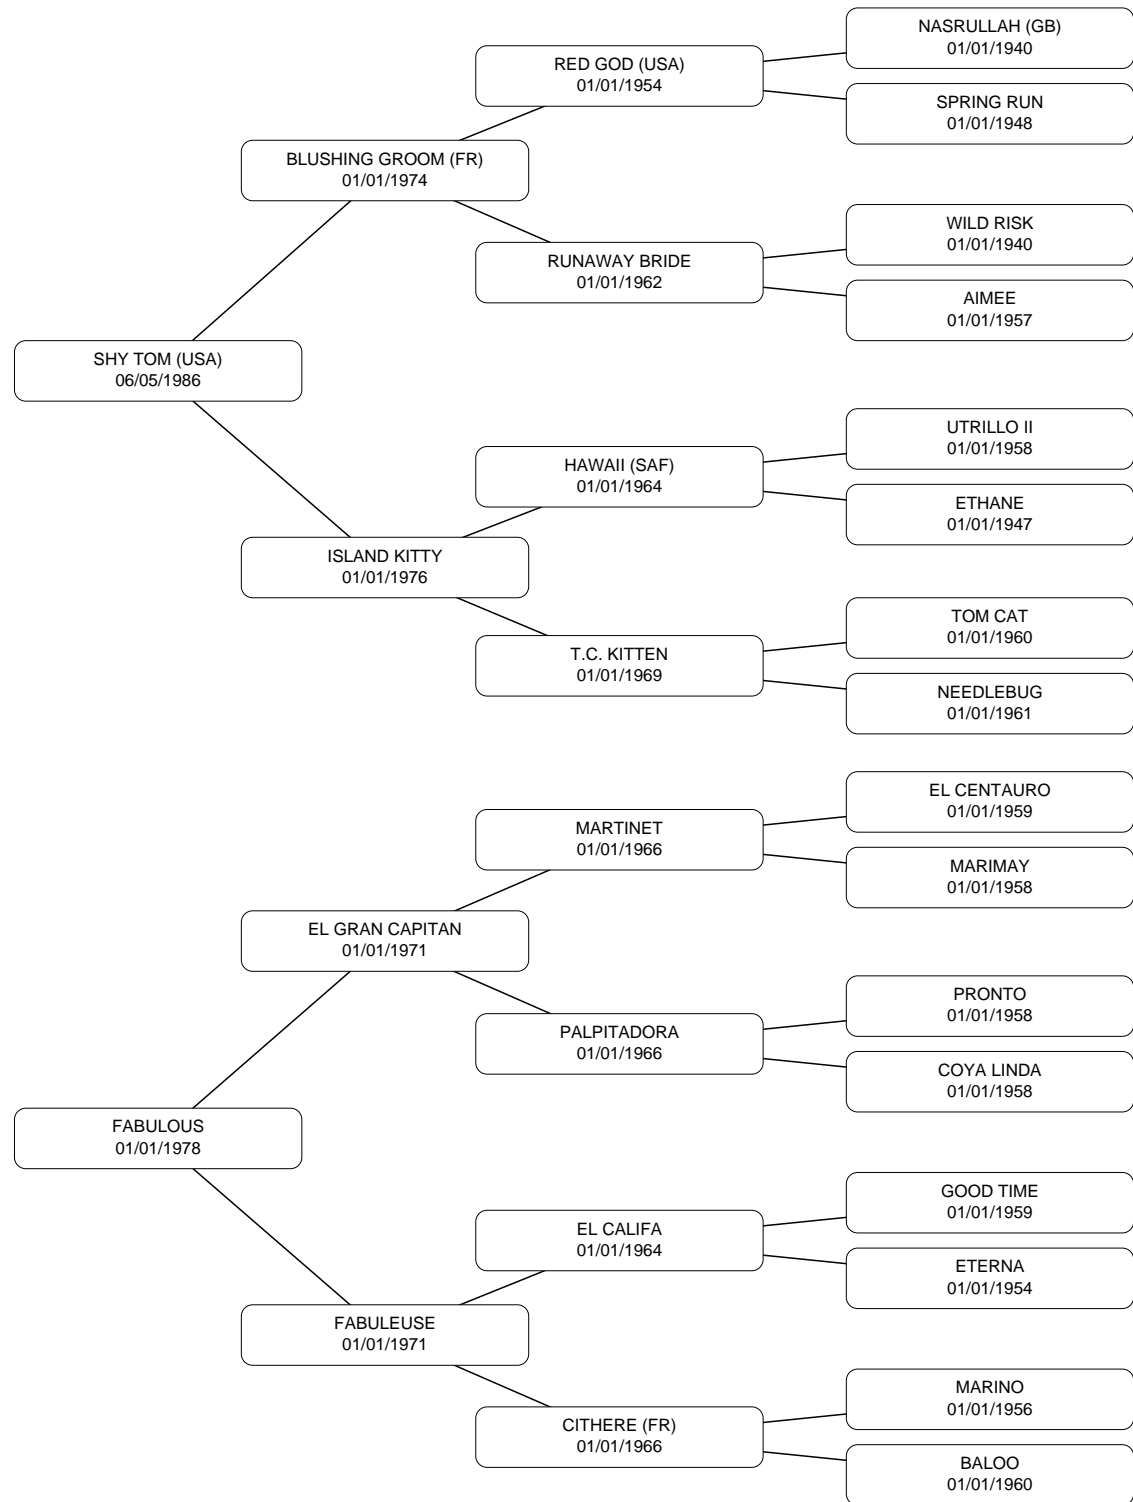 NASRULLAH (GB)
01/01/1940
RED GOD (USA)
01/01/1954
SPRING RUN
01/01/1948
BLUSHING GROOM (FR)
01/01/1974
WILD RISK
01/01/1940
RUNAWAY BRIDE
01/01/1962
AIMEE
01/01/1957
SHY TOM (USA)
06/05/1986
UTRILLO II
01/01/1958
HAWAII (SAF)
01/01/1964
ETHANE
01/01/1947
ISLAND KITTY
01/01/1976
TOM CAT
01/01/1960
T.C. KITTEN
01/01/1969
NEEDLEBUG
01/01/1961
EL CENTAURO
01/01/1959
MARTINET
01/01/1966
MARIMAY
01/01/1958
EL GRAN CAPITAN
01/01/1971
PRONTO
01/01/1958
PALPITADORA
01/01/1966
COYA LINDA
01/01/1958
FABULOUS
01/01/1978
GOOD TIME
01/01/1959
EL CALIFA
01/01/1964
ETERNA
01/01/1954
FABULEUSE
01/01/1971
MARINO
01/01/1956
CITHERE (FR)
01/01/1966
BALOO
01/01/1960